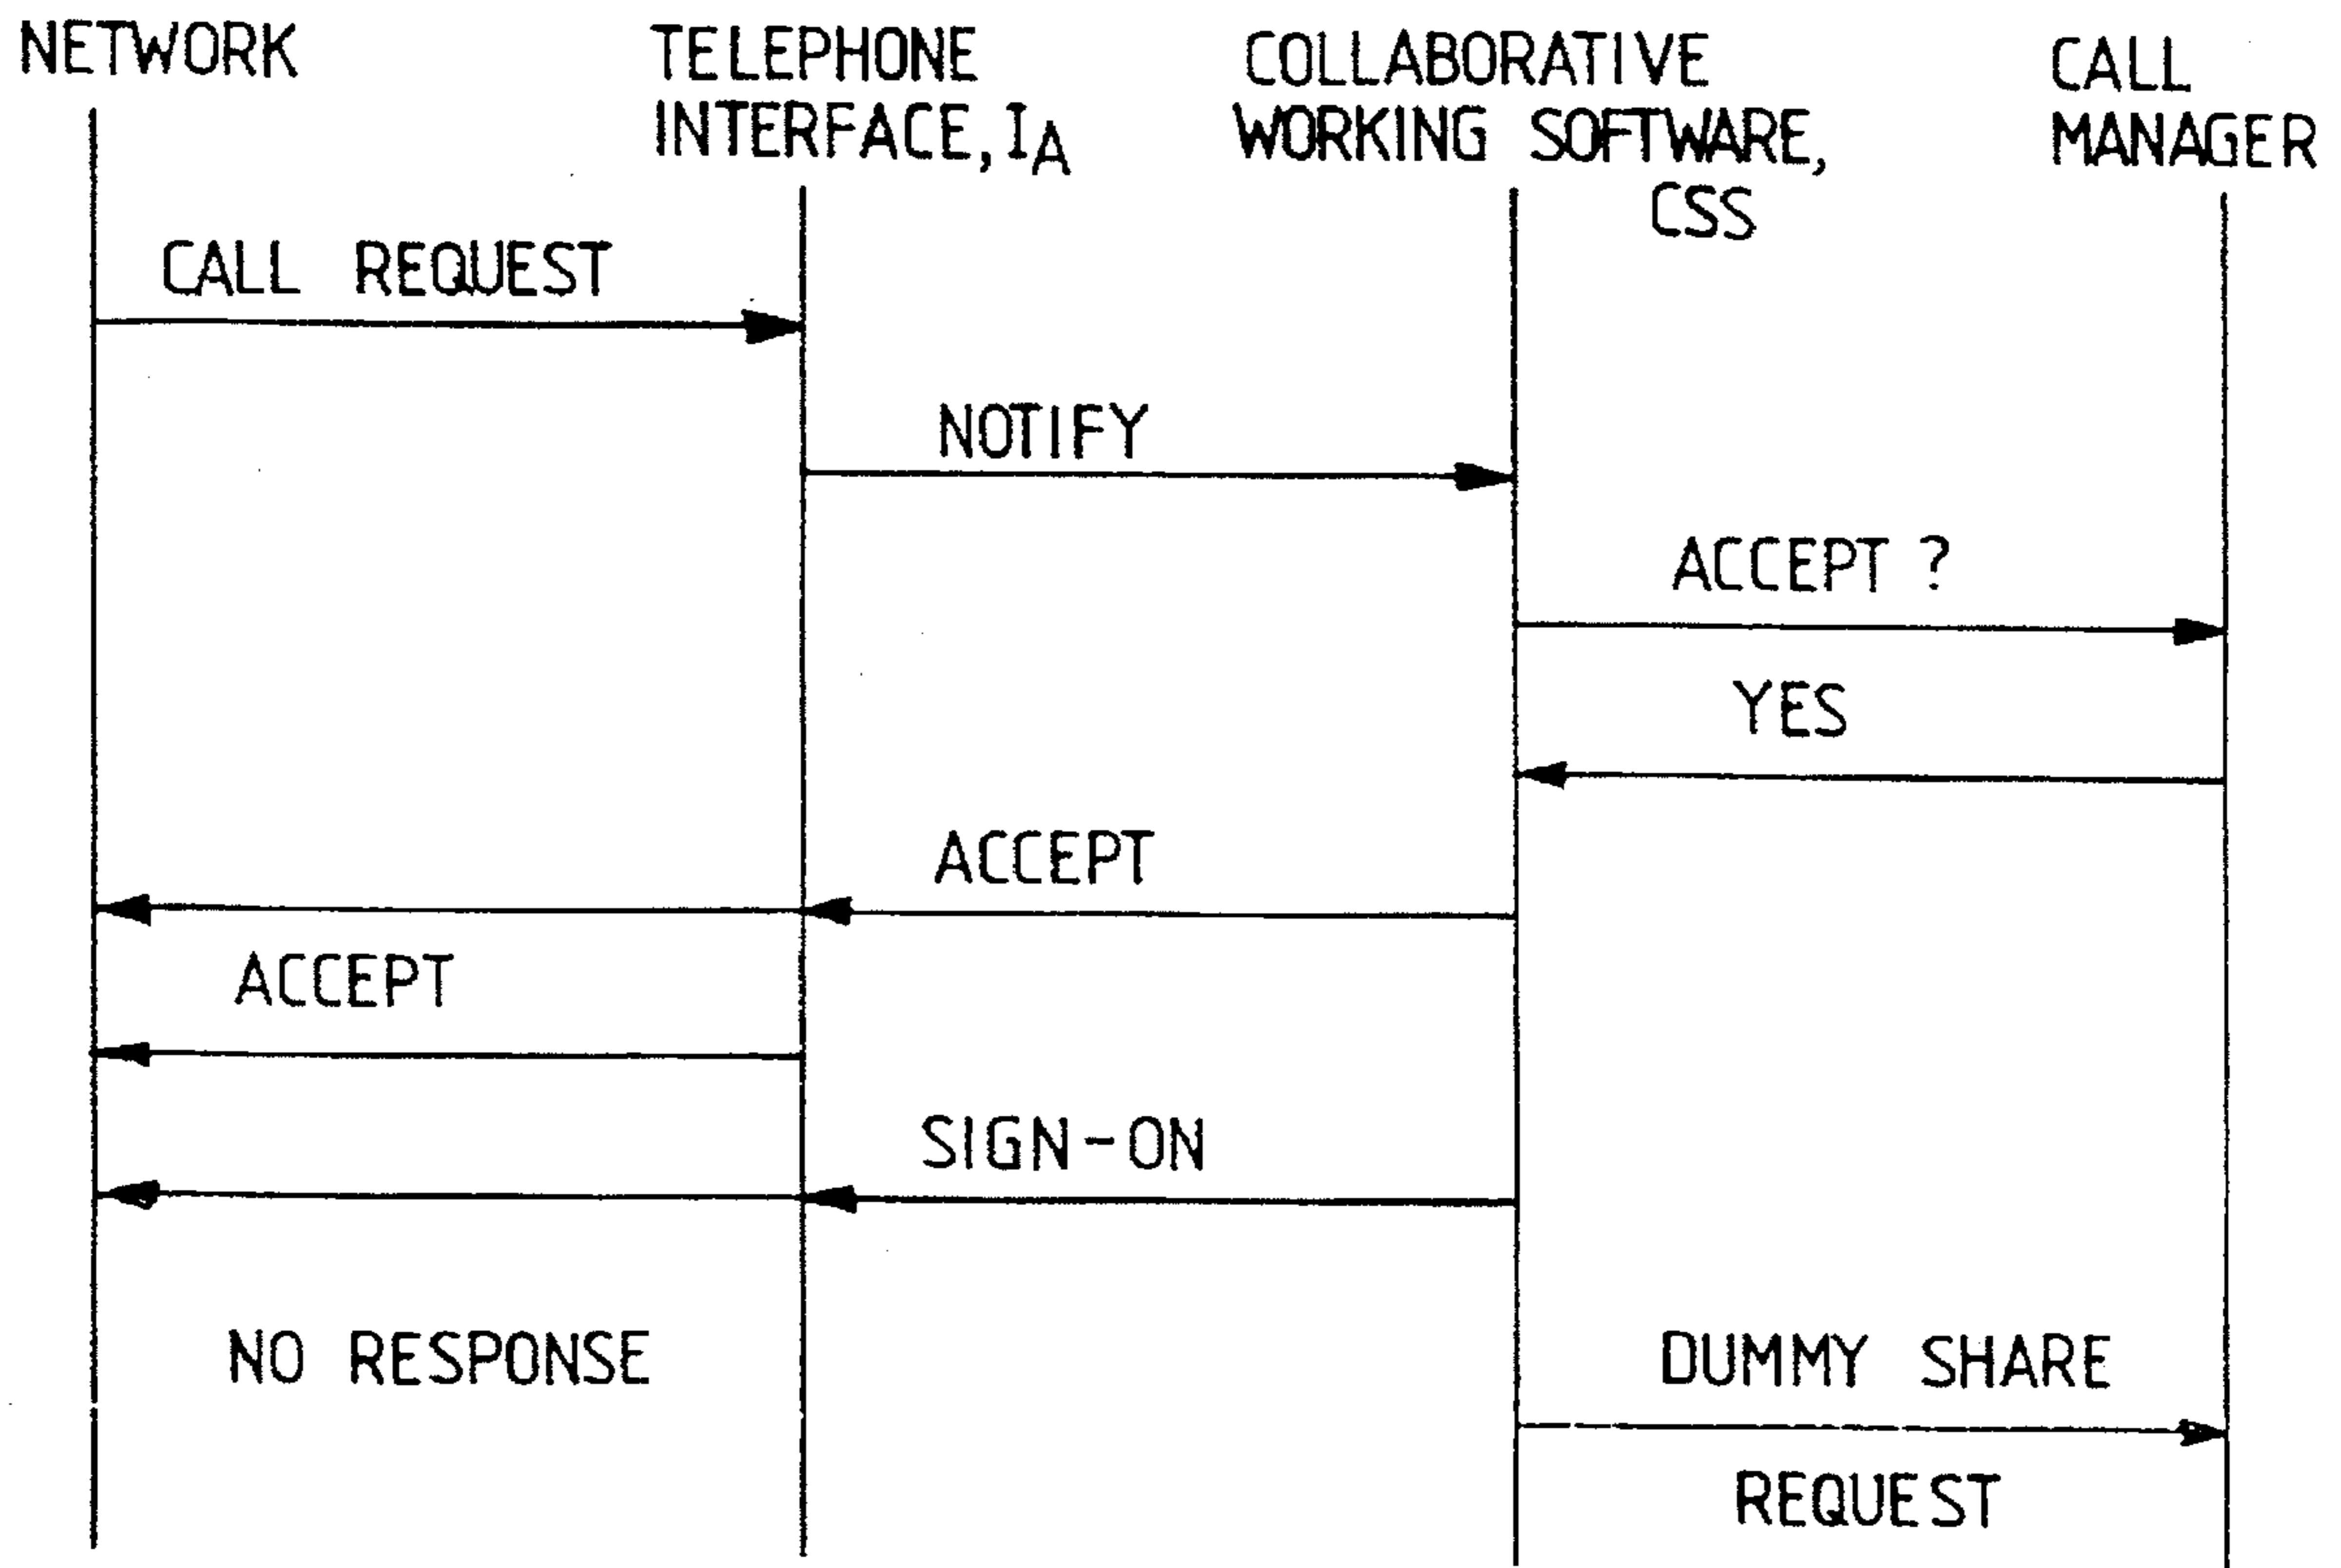 NETWORK
TELEPHONE
INTERFACE, IA
COLLABORATIVE
WORKING SOFTWARE,
CSS
CALL
MANAGER
CALL REQUEST
NOTIFY
ACCEPT ?
YES
ACCEPT
ACCEPT
SIGN-ON
NO RESPONSE
DUMMY SHARE
REQUEST